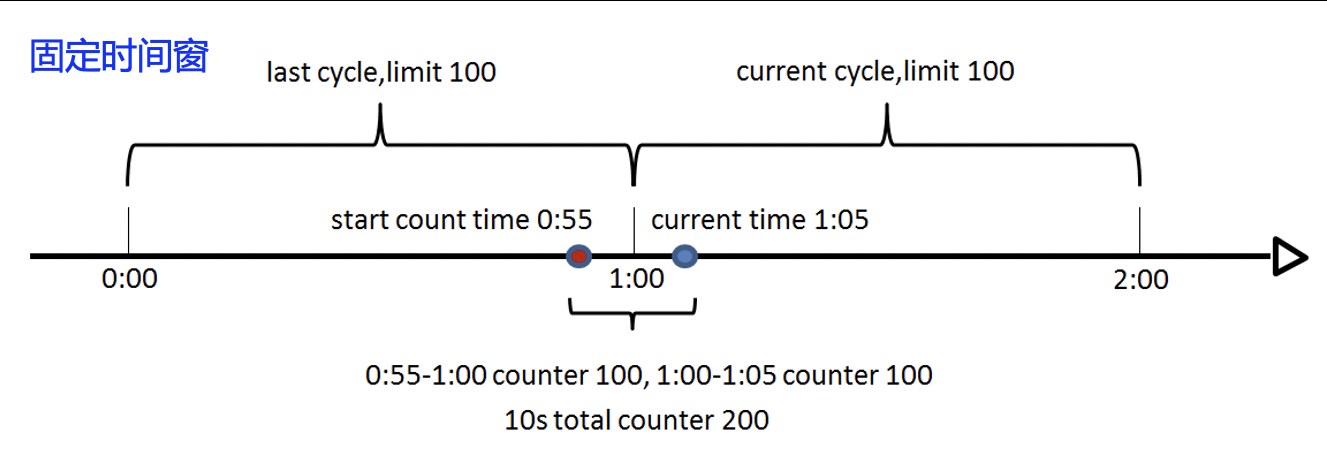 固定时间窗
last cycle,limit 100
current cycle,limit 100
start count time 0:55
current time 1:05
0:00
1:00
2:00
0:55-1:00 counter 100, 1:00-1:05 counter 100
10s total counter 200